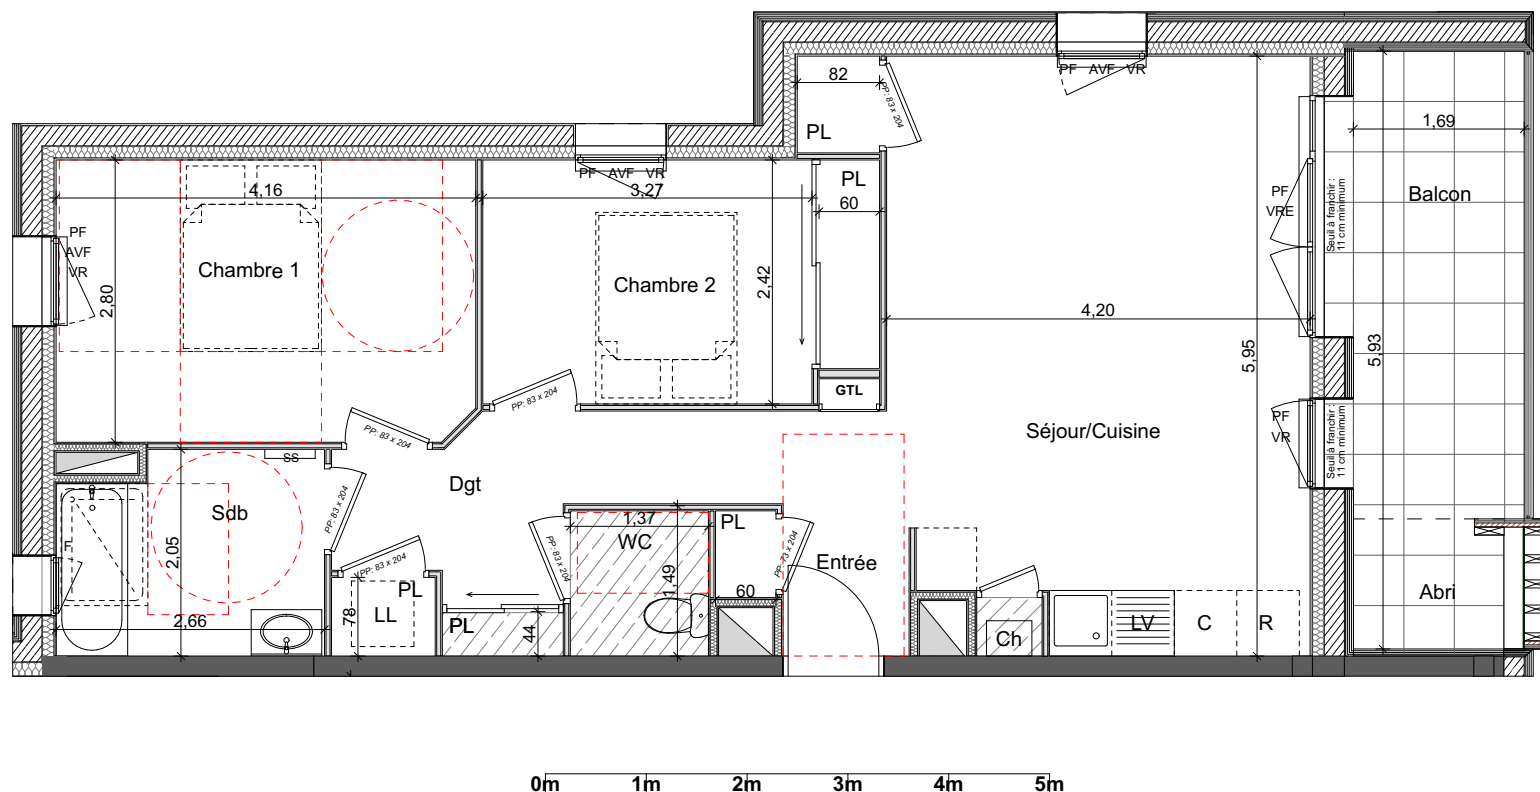 82
PF AVF VR
PP: 83 x 204
PL
1,69
PF AVF VR
4,16
3,27
PL
60
PF
VRE
Seuil à franchir :
11 cm minimum
Balcon
PF
AVF
VR
Chambre 1
Chambre 2
2,80
2,42
4,20
5,95
5,93
GTL
PP: 83 x 204
PP: 83 x 204
PF
VR
Seuil à franchir :
11 cm minimum
Séjour/Cuisine
SS
Dgt
Sdb
PP: 83 x 204
F
2,05
PP: 83 x 204
PP: 83 x 204
1,37
WC
PL
PP: 73 x 204
Entrée
1,49
60
PL
LL
78
2,66
PL
44
Ch
LV
C
R
Abri
0m 1m 2m 3m 4m 5m